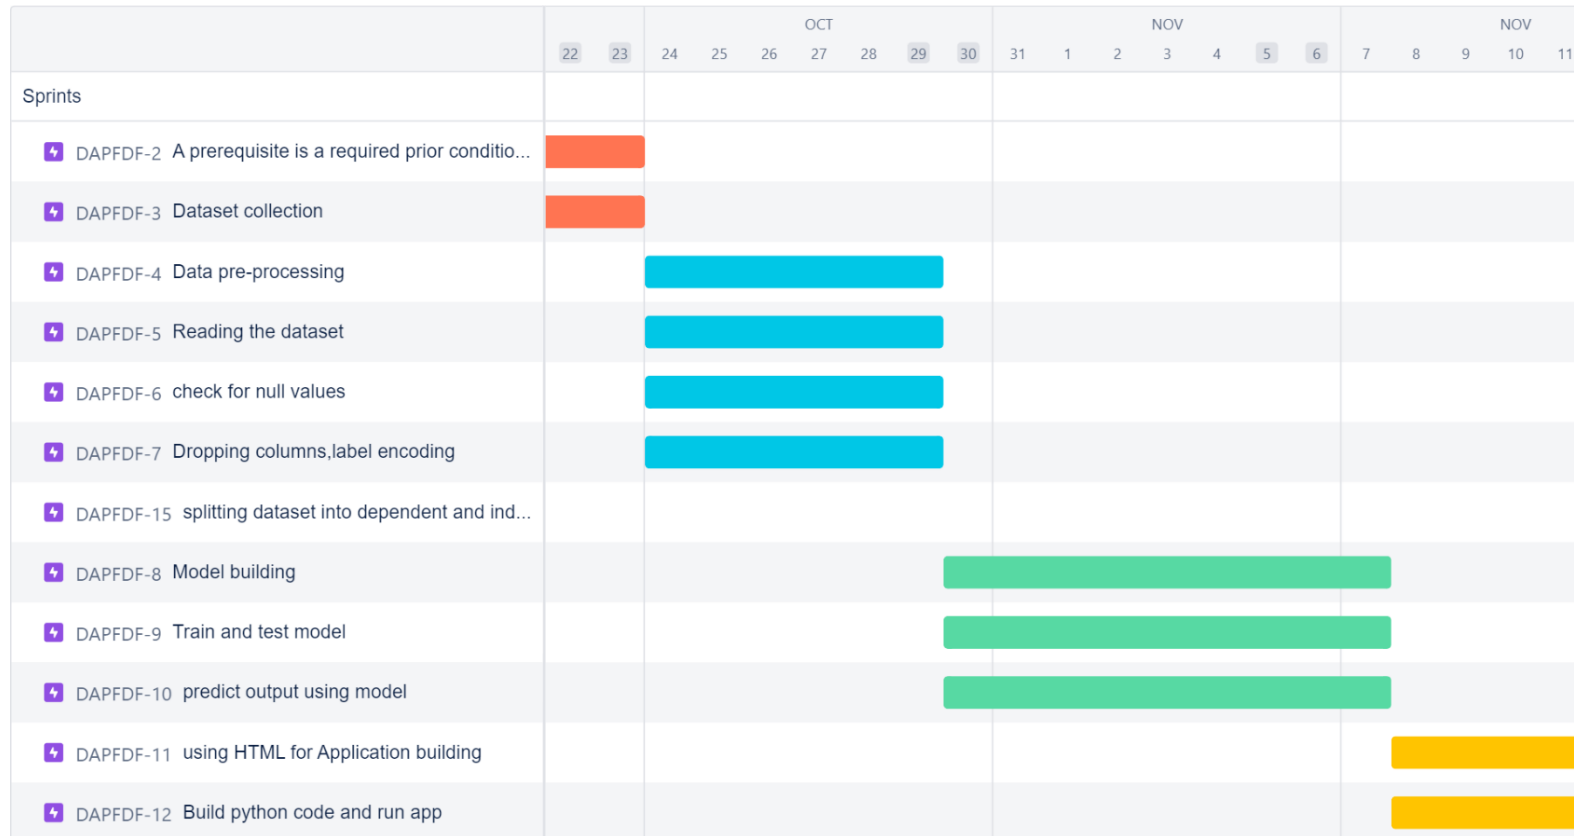 OCT NOV NOV
22 23 24 25 26 27 28 29 30 31 1 2 3 4 5 6 7 8 9 10 11
Sprints
DAPFDF-2 A prerequisite is a required prior conditio...
DAPFDF-3 Dataset collection
DAPFDF-4 Data pre-processing
DAPFDF-5 Reading the dataset
DAPFDF-6 check for null values
DAPFDF-7 Dropping columns,label encoding
DAPFDF-15 splitting dataset into dependent and ind...
DAPFDF-8 Model building
DAPFDF-9 Train and test model
DAPFDF-10 predict output using model
DAPFDF-11 using HTML for Application building
DAPFDF-12 Build python code and run app